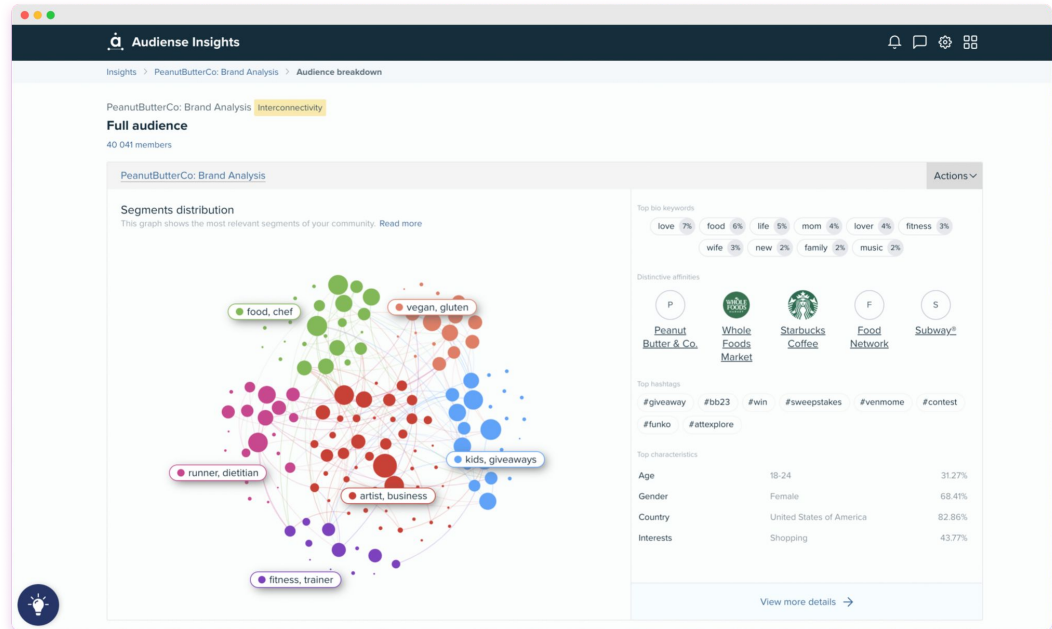 Audiense Insights
Insights > PeanutButterCo: Brand Analysis > Audience breakdown
PeanutButterCo: Brand Analysis Interconnectivity
Full audience
40 041 members
PeanutButterCo: Brand Analysis
Actions
Segments distribution
This graph shows the most relevant segments of your community. Read more
food, chef
vegan, gluten
kids, giveaways
runner, dietitian
artist, business
fitness, trainer
Top bio keywords
love 7% food 6% life 5% mom 4% lover 4% fitness 3%
wife 3% new 2% family 2% music 2%
Distinctive affinities
P
WHOLE FOODS
F
S
Peanut Butter & Co.
Whole Foods Market
Starbucks Coffee
Food Network
Subway®
Top hashtags
#giveaway #bb23 #win #sweepstakes #venmome #contest
#funko #attexplore
Top characteristics
Age 18-24 31.27%
Gender Female 68.41%
Country United States of America 82.86%
Interests Shopping 43.77%
View more details →